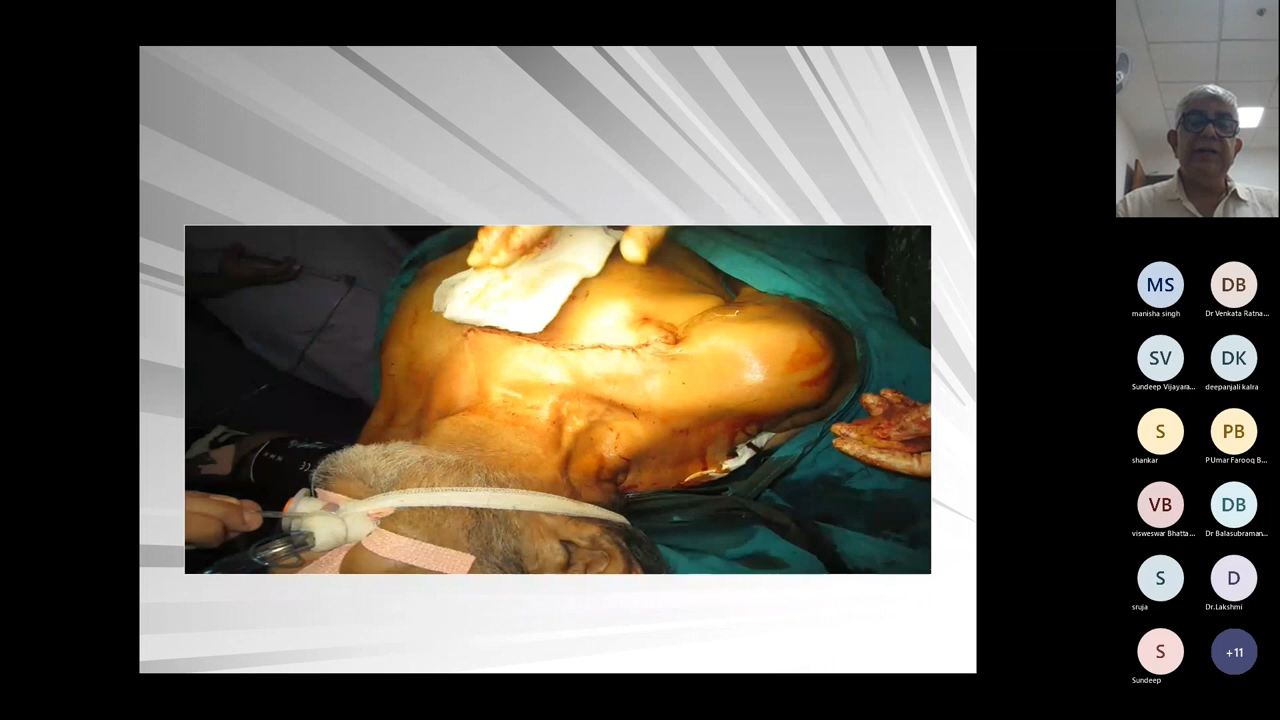 MS
DB
manisha singh
Dr Venkata Ratna...
SV
DK
Sundeep Vijayara...
deepanjali kalra
S
PB
shankar
P Umar Farooq B...
VB
DB
visweswar Bhatta...
Dr Balasubraman...
S
D
sruja
Dr.Lakshmi
S
+11
Sundeep